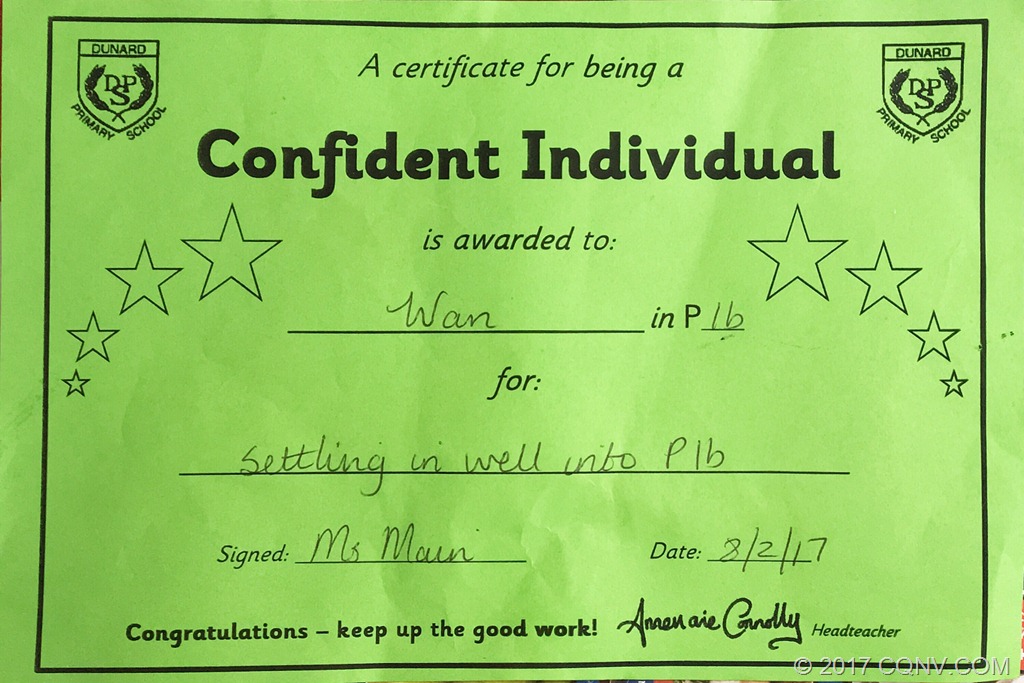 DUNARD
DPS
PRIMARY SCHOOL
DUNARD
DPS
PRIMARY SCHOOL
A certificate for being a
Confident Individual
is awarded to:
Wan in P 1b
for:
Settling in well into P1b
Signed: Ms Main Date: 8/2/17
Congratulations – keep up the good work! Annemarie Connolly Headteacher
© 2017 CQNV.COM